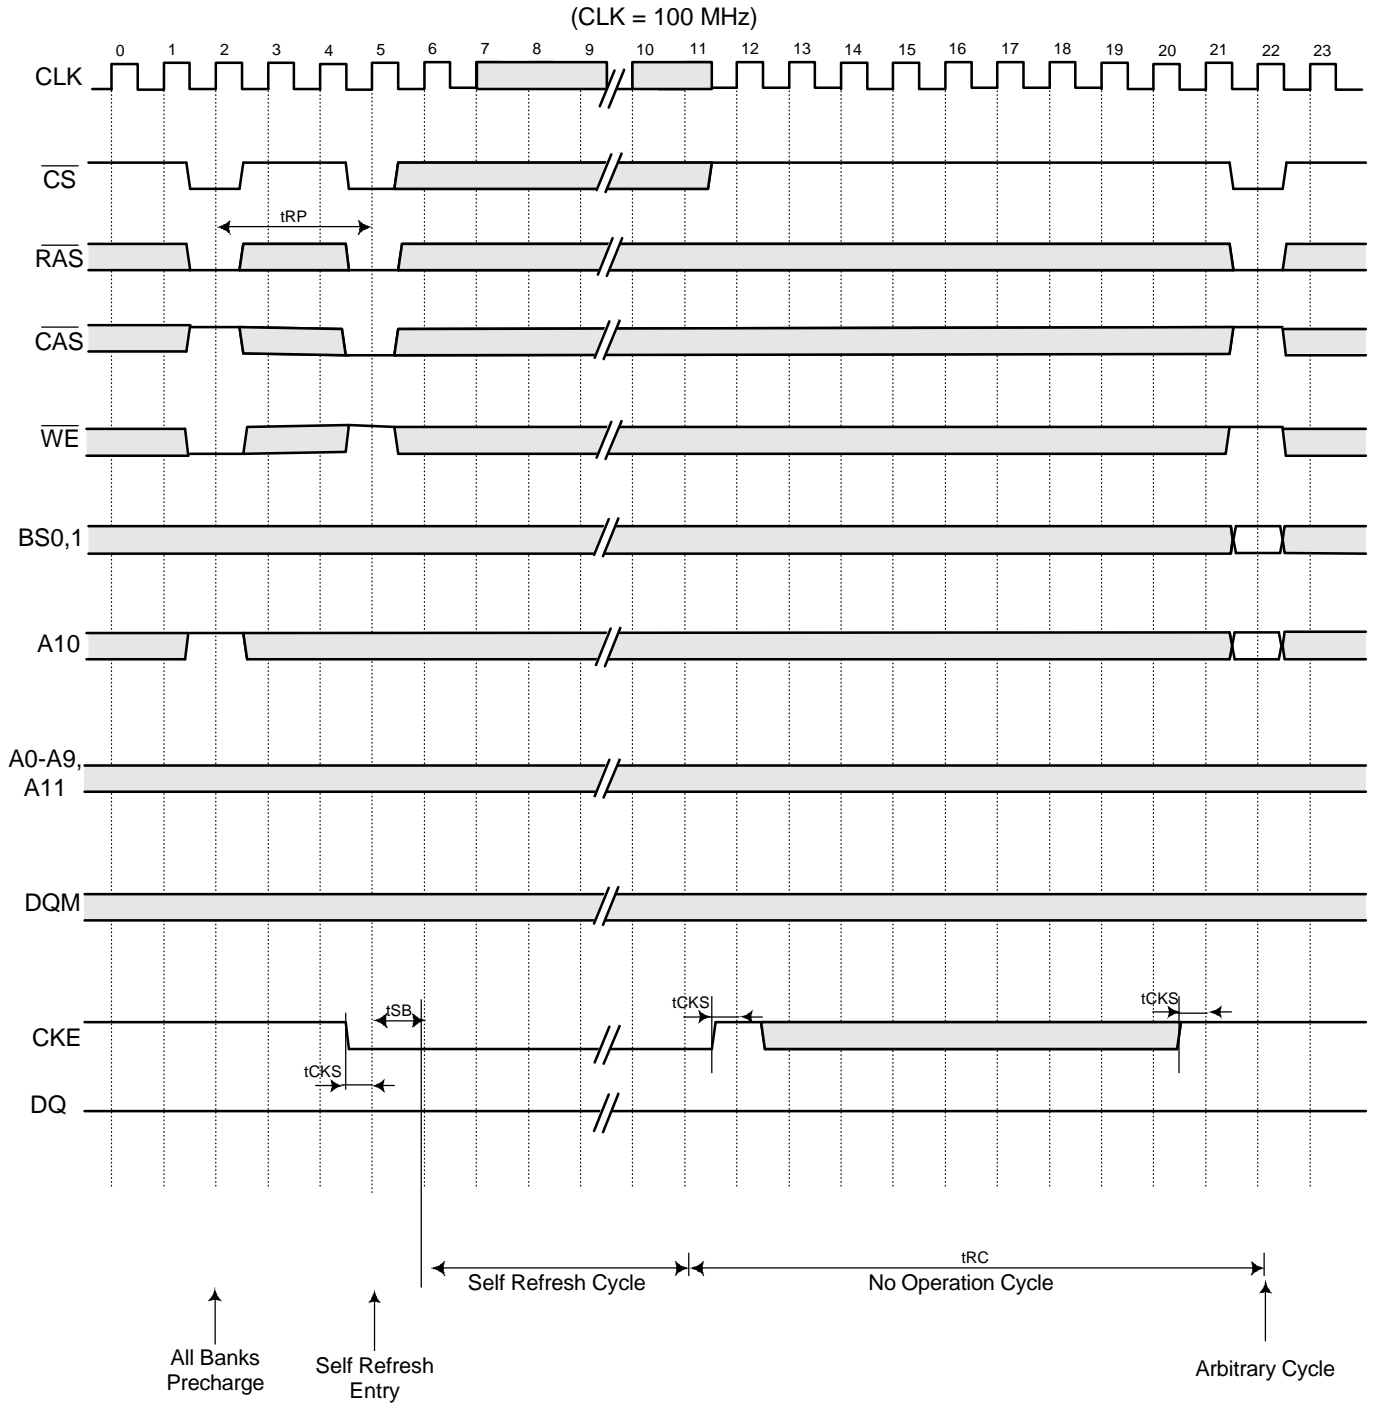 (CLK = 100 MHz)
0 1 2 3 4 5 6 7 8 9 10 11 12 13 14 15 16 17 18 19 20 21 22 23
CLK
CS
tRP
RAS
CAS
WE
BS0,1
A10
A0-A9,
A11
DQM
tCKS
tCKS
tSB
CKE
tCKS
DQ
tRC
Self Refresh Cycle
No Operation Cycle
All Banks
Precharge
Self Refresh
Entry
Arbitrary Cycle